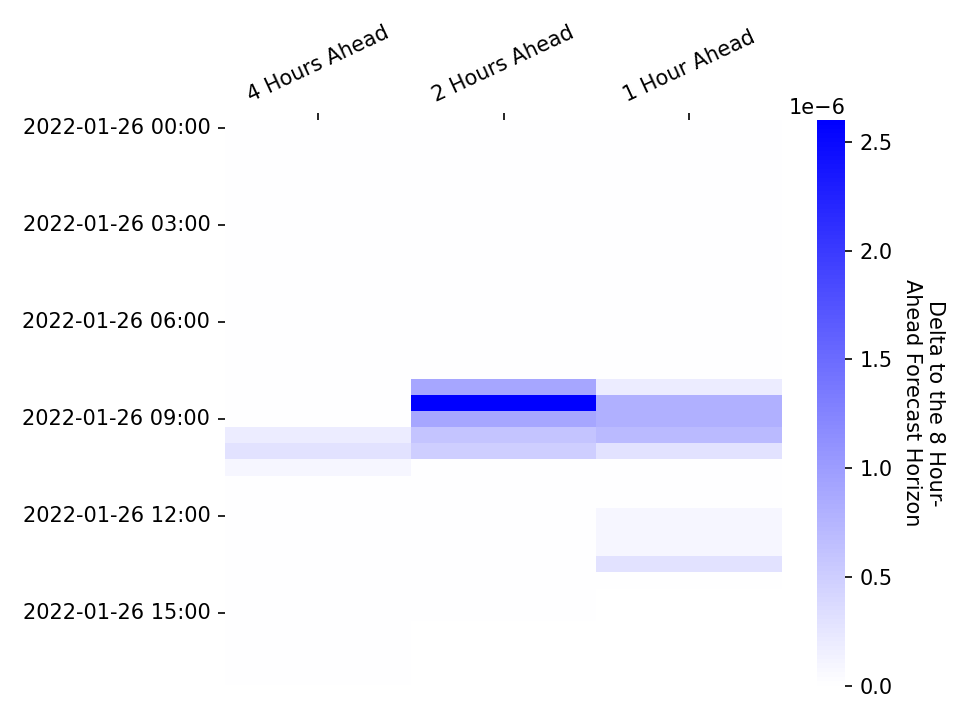 4 Hours Ahead
2 Hours Ahead
1 Hour Ahead
1e−6
2022-01-26 00:00
2022-01-26 03:00
2022-01-26 06:00
2022-01-26 09:00
2022-01-26 12:00
2022-01-26 15:00
2.5
2.0
1.5
1.0
0.5
0.0
Delta to the 8 Hour-
Ahead Forecast Horizon